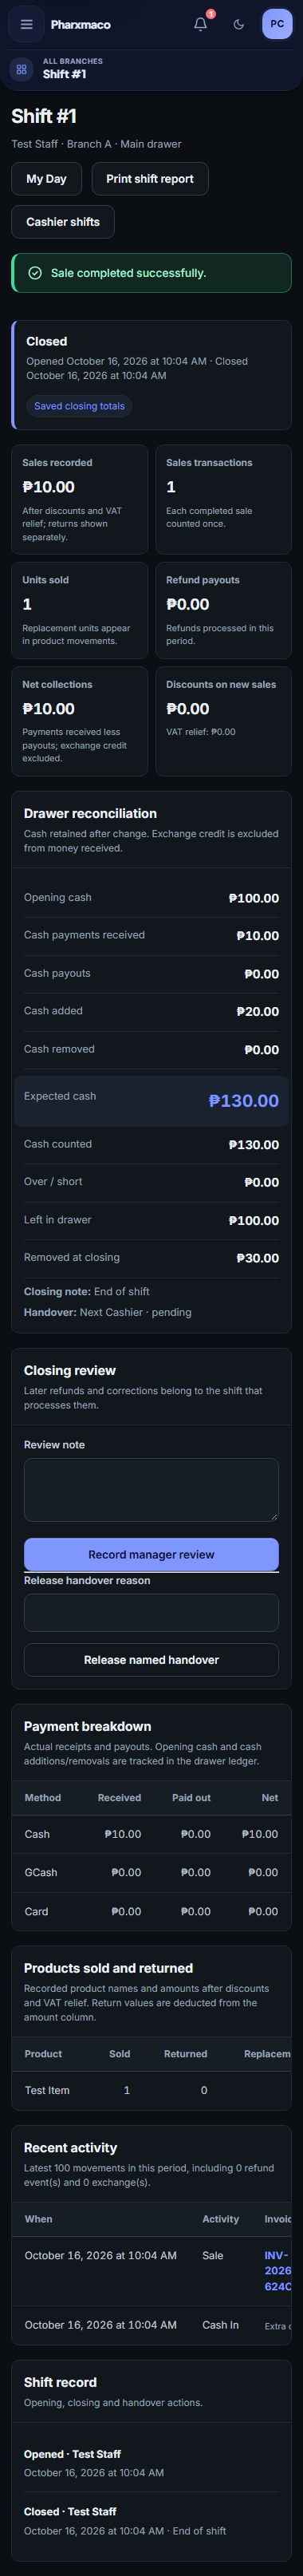 Pharxmaco
1
PC
ALL BRANCHES
Shift #1
Shift #1
Test Staff · Branch A · Main drawer
My Day
Print shift report
Cashier shifts
Sale completed successfully.
Closed
Opened October 16, 2026 at 10:04 AM · Closed
October 16, 2026 at 10:04 AM
Saved closing totals
Sales recorded
₱10.00
After discounts and VAT
relief; returns shown
separately.
Sales transactions
1
Each completed sale
counted once.
Units sold
1
Replacement units appear
in product movements.
Refund payouts
₱0.00
Refunds processed in this
period.
Net collections
₱10.00
Payments received less
payouts; exchange credit
excluded.
Discounts on new sales
₱0.00
VAT relief: ₱0.00
Drawer reconciliation
Cash retained after change. Exchange credit is excluded
from money received.
Opening cash ₱100.00
Cash payments received ₱10.00
Cash payouts ₱0.00
Cash added ₱20.00
Cash removed ₱0.00
Expected cash ₱130.00
Cash counted ₱130.00
Over / short ₱0.00
Left in drawer ₱100.00
Removed at closing ₱30.00
Closing note: End of shift
Handover: Next Cashier · pending
Closing review
Later refunds and corrections belong to the shift that
processes them.
Review note
Record manager review
Release handover reason
Release named handover
Payment breakdown
Actual receipts and payouts. Opening cash and cash
additions/removals are tracked in the drawer ledger.
Method Received Paid out Net
Cash ₱10.00 ₱0.00 ₱10.00
GCash ₱0.00 ₱0.00 ₱0.00
Card ₱0.00 ₱0.00 ₱0.00
Products sold and returned
Recorded product names and amounts after discounts
and VAT relief. Return values are deducted from the
amount column.
Product Sold Returned Replacem
Test Item 1 0
Recent activity
Latest 100 movements in this period, including 0 refund
event(s) and 0 exchange(s).
When Activity Invoic
October 16, 2026 at 10:04 AM Sale INV-
2026
624C
October 16, 2026 at 10:04 AM Cash In Extra c
Shift record
Opening, closing and handover actions.
Opened · Test Staff
October 16, 2026 at 10:04 AM
Closed · Test Staff
October 16, 2026 at 10:04 AM · End of shift